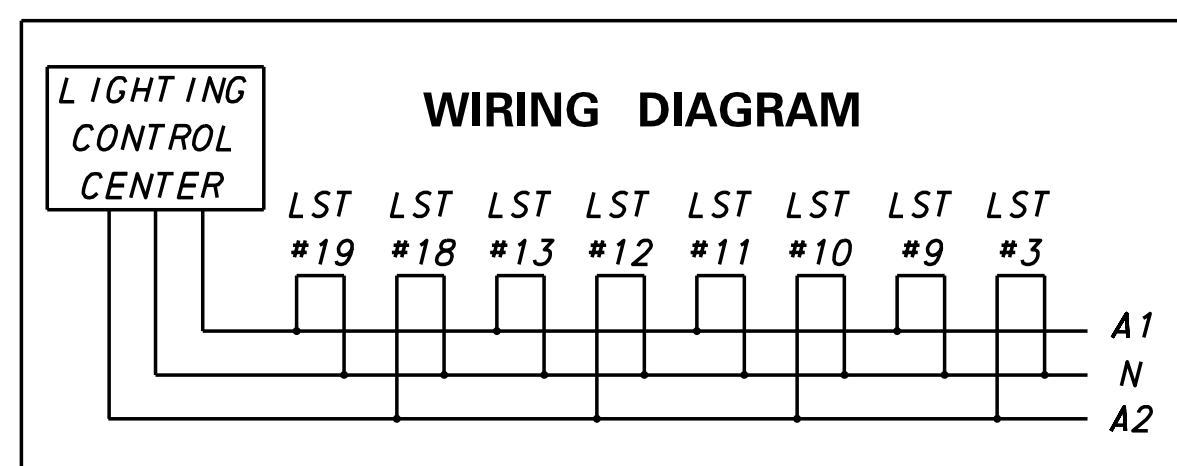 LIGHTING
CONTROL
CENTER
WIRING DIAGRAM
LST LST LST LST LST LST LST LST
#19 #18 #13 #12 #11 #10 #9 #3
A1
N
A2